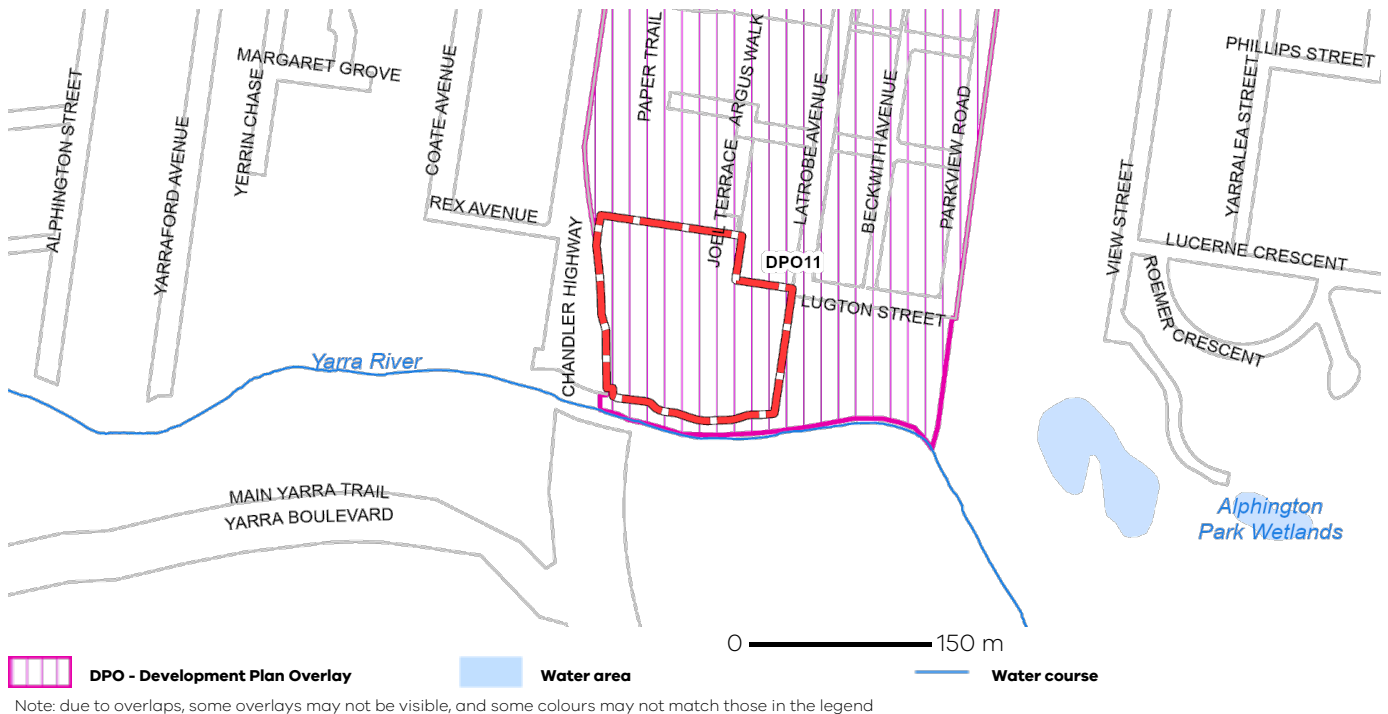 MARGARET GROVE
PHILLIPS STREET
ALPHINGTON STREET
YARRAFORD AVENUE
YERRIN CHASE
COATE AVENUE
PAPER TRAIL
ARGUS WALK
JOEL TERRACE
LATROBE AVENUE
BECKWITH AVENUE
PARKVIEW ROAD
YARRALEA STREET
VIEW STREET
REX AVENUE
CHANDLER HIGHWAY
LUCERNE CRESCENT
ROEMER CRESCENT
DPO11
LUGTON STREET
Yarra River
MAIN YARRA TRAIL
YARRA BOULEVARD
Alphington
Park Wetlands
0 150 m
DPO - Development Plan Overlay
Water area
Water course
Note: due to overlaps, some overlays may not be visible, and some colours may not match those in the legend